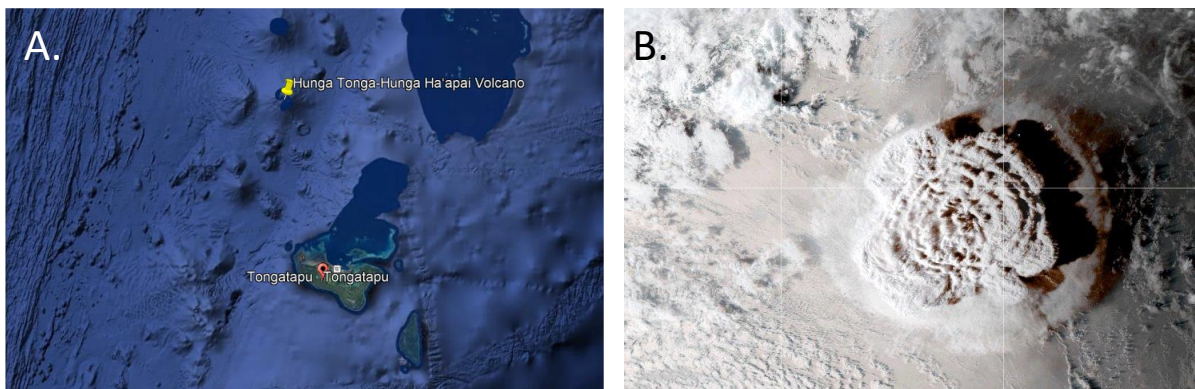 A.
Hunga Tonga-Hunga Ha'apai Volcano
Tongatapu
Tongatapu
B.